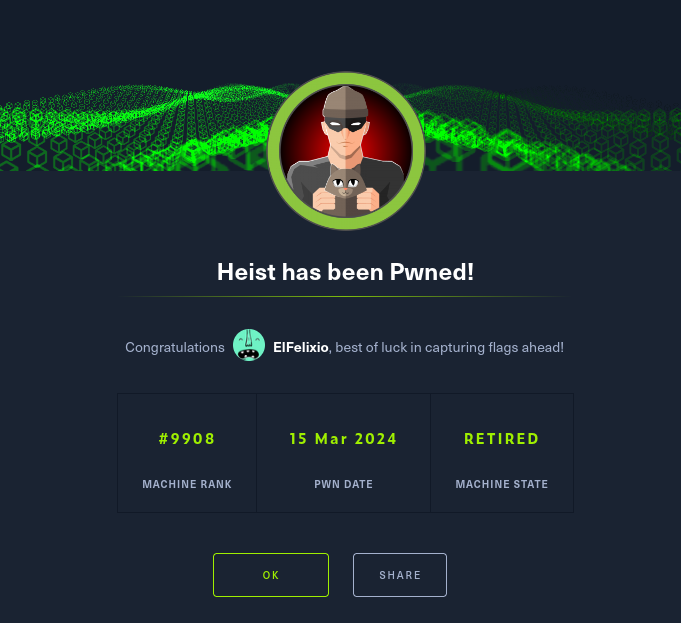 Heist has been Pwned!
Congratulations ElFelixio, best of luck in capturing flags ahead!
#9908 15 Mar 2024 RETIRED
MACHINE RANK PWN DATE MACHINE STATE
OK SHARE